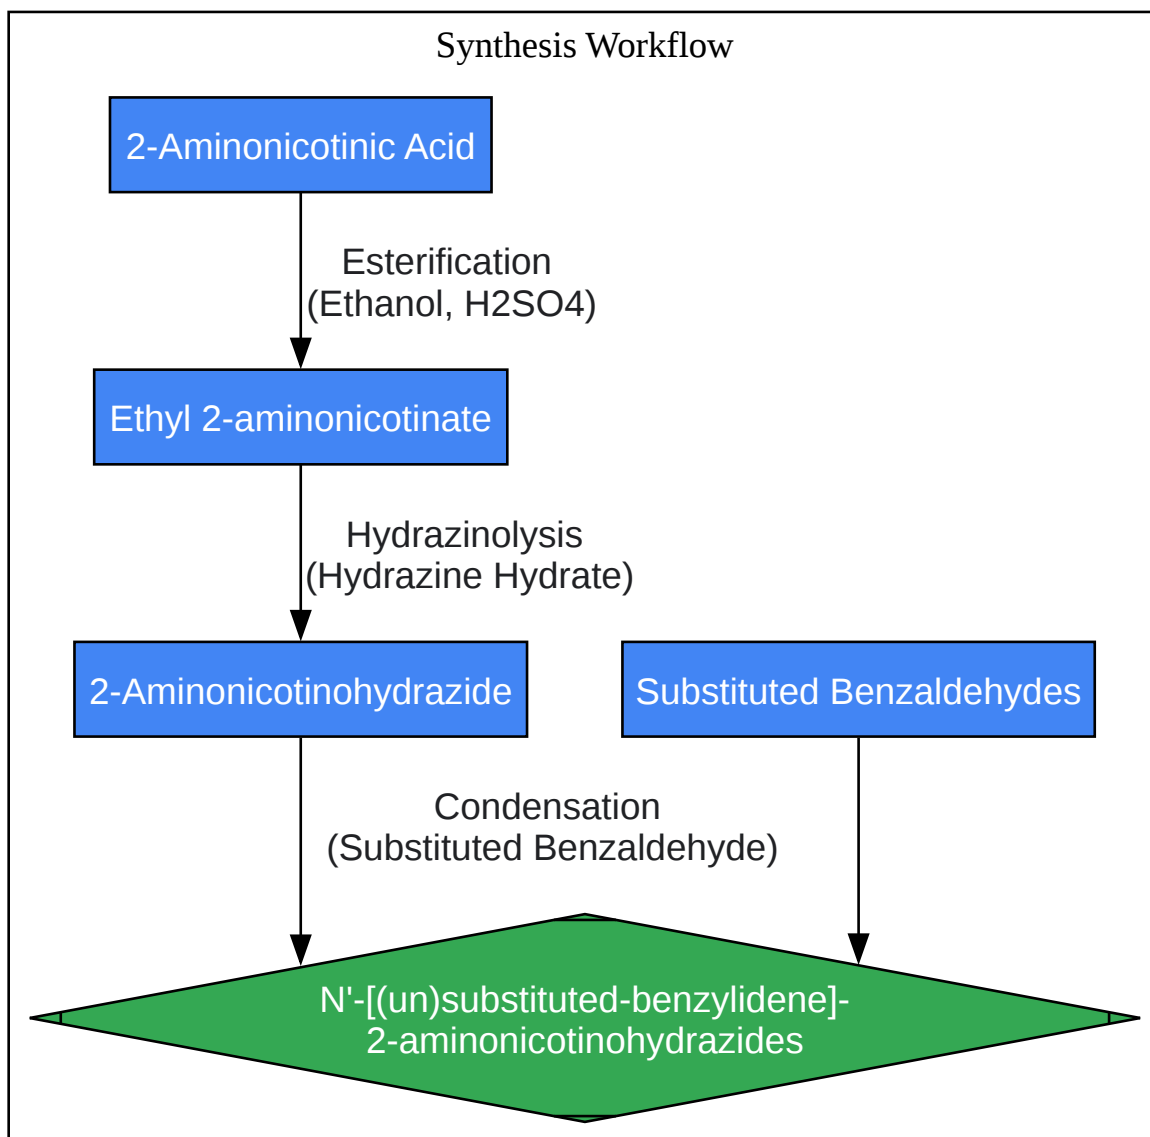 Synthesis Workflow
2-Aminonicotinic Acid
Esterification
(Ethanol, H2SO4)
Ethyl 2-aminonicotinate
Hydrazinolysis
(Hydrazine Hydrate)
2-Aminonicotinohydrazide
Substituted Benzaldehydes
Condensation
(Substituted Benzaldehyde)
N'-[(un)substituted-benzylidene]-
2-aminonicotinohydrazides